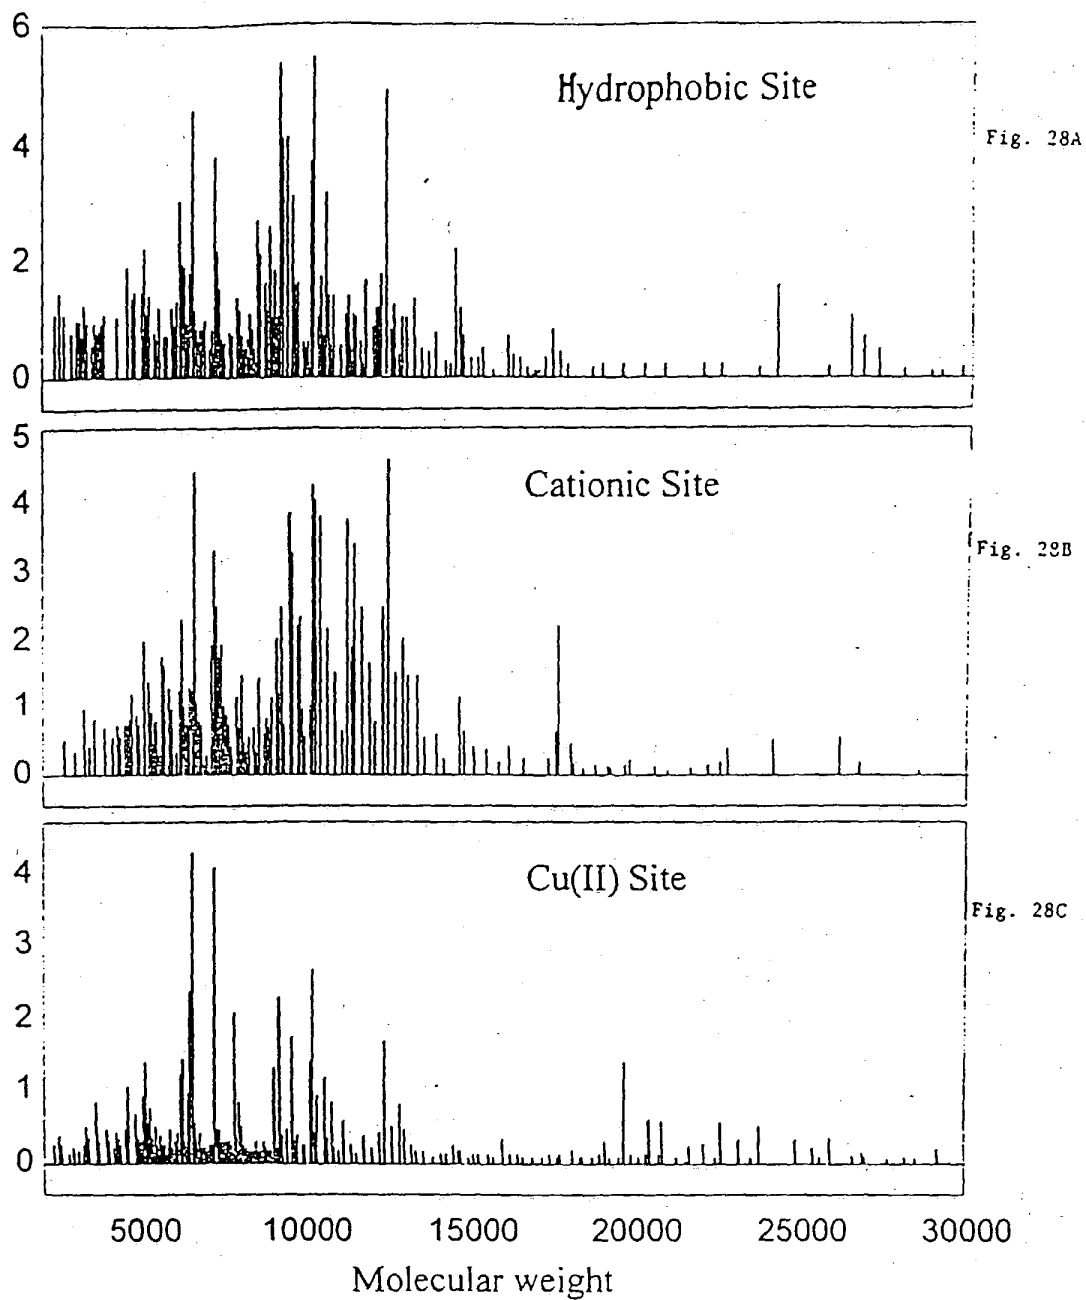 6
Hydrophobic Site
Fig. 28A
4
2
0
5
Cationic Site
4
Fig. 28B
3
2
1
0
4
Cu(II) Site
Fig. 28C
3
2
1
0
5000 10000 15000 20000 25000 30000
Molecular weight